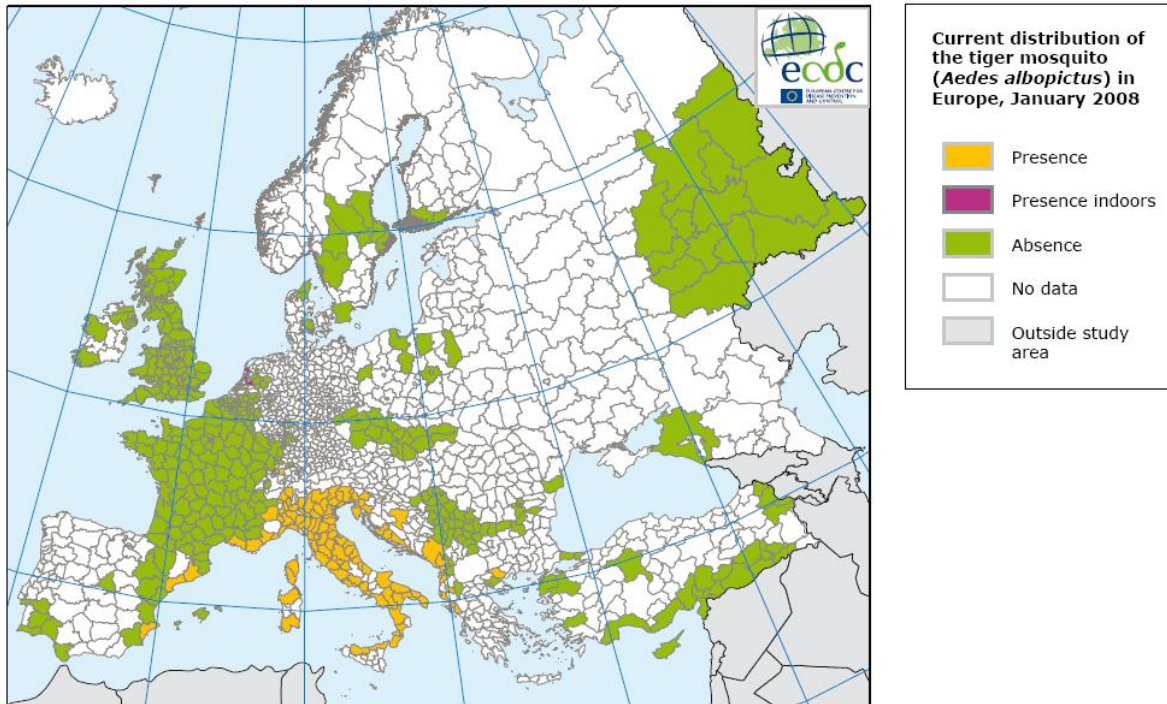 ecdc
EUROPEAN CENTRE FOR
DISEASE PREVENTION
AND CONTROL
Current distribution of
the tiger mosquito
(Aedes albopictus) in
Europe, January 2008
Presence
Presence indoors
Absence
No data
Outside study
area